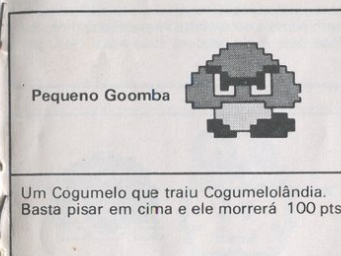 Pequeno Goomba
Um Cogumelo que traiu Cogumelolândia.
Basta pisar em cima e ele morrerá 100 pts